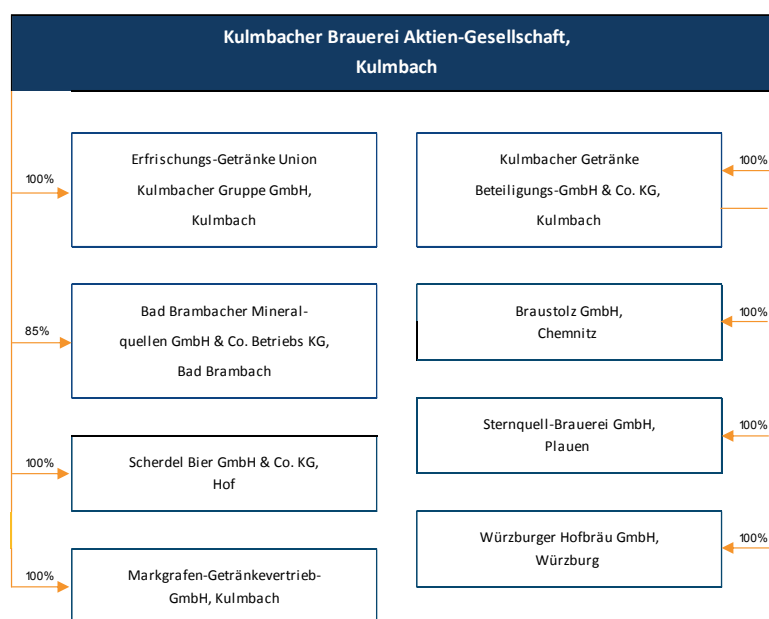 Kulmbacher Brauerei Aktien-Gesellschaft,
Kulmbach
100%
Erfrischungs-Getränke Union
Kulmbacher Gruppe GmbH,
Kulmbach
Kulmbacher Getränke
Beteiligungs-GmbH & Co. KG,
Kulmbach
100%
85%
Bad Brambacher Mineral-
quellen GmbH & Co. Betriebs KG,
Bad Brambach
Braustolz GmbH,
Chemnitz
100%
100%
Scherdel Bier GmbH & Co. KG,
Hof
Sternquell-Brauerei GmbH,
Plauen
100%
100%
Markgrafen-Getränkevertrieb-
GmbH, Kulmbach
Würzburger Hofbräu GmbH,
Würzburg
100%